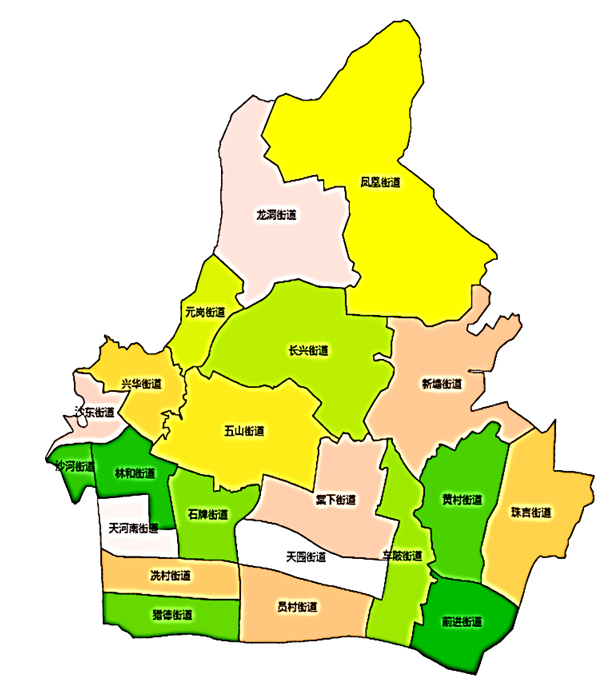 凤凰街道
龙洞街道
元岗街道
长兴街道
兴华街道
新塘街道
沙东街道
五山街道
沙河街道
林和街道
棠下街道
黄村街道
石牌街道
珠吉街道
天河南街道
天园街道
车陂街道
冼村街道
员村街道
猎德街道
前进街道